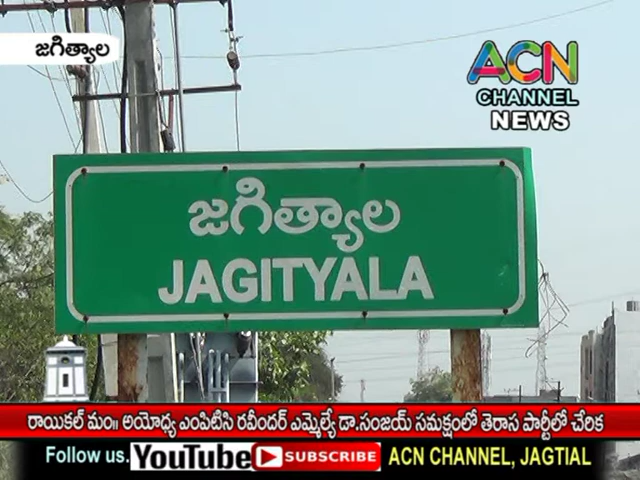 జగిత్యాల
ACN
CHANNEL
NEWS
జగిత్యాల
JAGITYALA
రాయికల్ మం॥ అయోధ్య ఎంపిటిసి రవీందర్ ఎమ్మెల్యే డా.సంజయ్ సమక్షంలో తెరాస పార్టీలో చేరిక
Follow us. YouTube SUBSCRIBE ACN CHANNEL, JAGTIAL